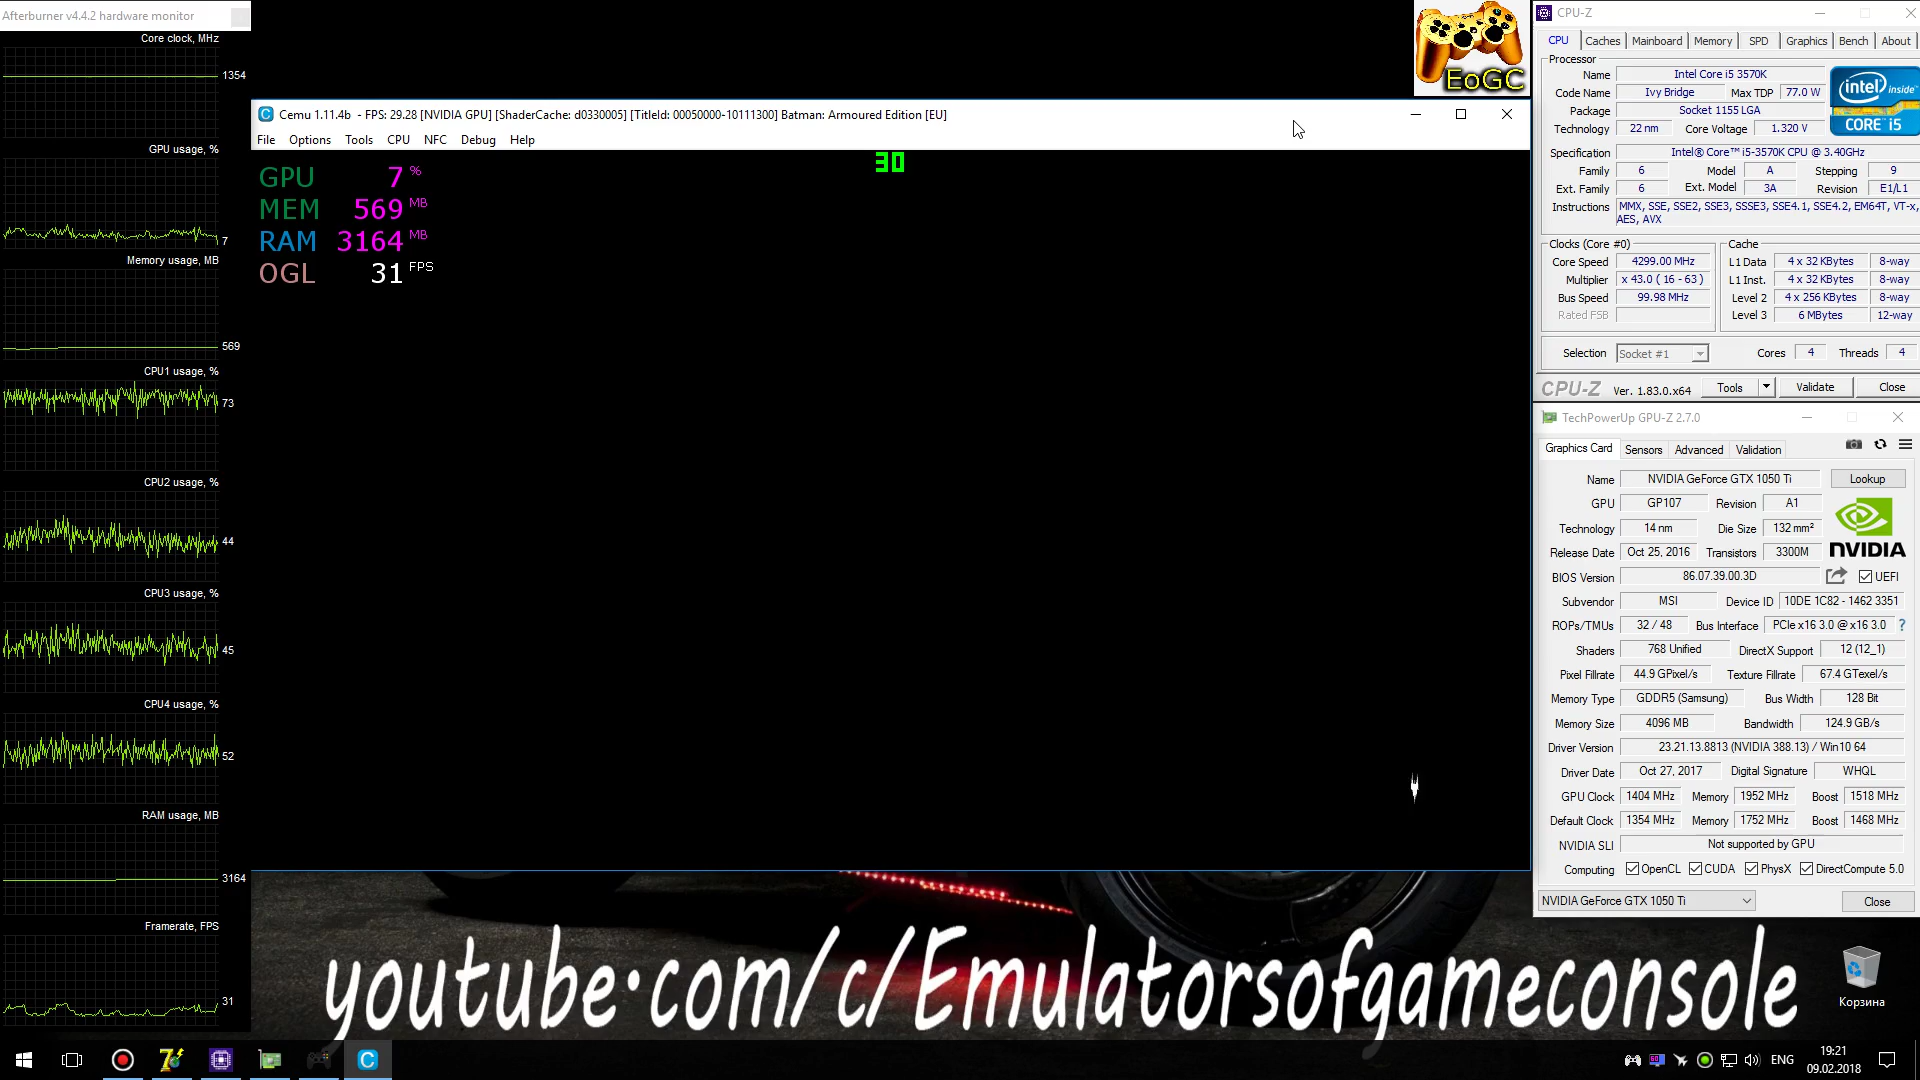 Afterburner v4.4.2 hardware monitor
Core clock, MHz
1354
GPU usage, %
7
Memory usage, MB
569
CPU1 usage, %
73
CPU2 usage, %
44
CPU3 usage, %
45
CPU4 usage, %
52
RAM usage, MB
3164
Framerate, FPS
31
EoGC
Cemu 1.11.4b - FPS: 29.28 [NVIDIA GPU] [ShaderCache: d0330005] [TitleId: 00050000-10111300] Batman: Armoured Edition [EU]
File Options Tools CPU NFC Debug Help
30
GPU 7 %
MEM 569 MB
RAM 3164 MB
OGL 31 FPS
CPU-Z
CPU Caches Mainboard Memory SPD Graphics Bench About
Processor
Name Intel Core i5 3570K
Code Name Ivy Bridge Max TDP 77.0 W
Package Socket 1155 LGA
Technology 22 nm Core Voltage 1.320 V
intel inside™
CORE i5
Specification Intel® Core™ i5-3570K CPU @ 3.40GHz
Family 6 Model A Stepping 9
Ext. Family 6 Ext. Model 3A Revision E1/L1
Instructions MMX, SSE, SSE2, SSE3, SSSE3, SSE4.1, SSE4.2, EM64T, VT-x,
AES, AVX
Clocks (Core #0) Cache
Core Speed 4299.00 MHz L1 Data 4 x 32 KBytes 8-way
Multiplier x 43.0 ( 16 - 63 ) L1 Inst. 4 x 32 KBytes 8-way
Bus Speed 99.98 MHz Level 2 4 x 256 KBytes 8-way
Rated FSB Level 3 6 MBytes 12-way
Selection Socket #1 Cores 4 Threads 4
CPU-Z Ver. 1.83.0.x64 Tools Validate Close
TechPowerUp GPU-Z 2.7.0
Graphics Card Sensors Advanced Validation
Name NVIDIA GeForce GTX 1050 Ti Lookup
GPU GP107 Revision A1
Technology 14 nm Die Size 132 mm²
Release Date Oct 25, 2016 Transistors 3300M
NVIDIA
BIOS Version 86.07.39.00.3D UEFI
Subvendor MSI Device ID 10DE 1C82 - 1462 3351
ROPs/TMUs 32 / 48 Bus Interface PCIe x16 3.0 @ x16 3.0 ?
Shaders 768 Unified DirectX Support 12 (12_1)
Pixel Fillrate 44.9 GPixel/s Texture Fillrate 67.4 GTexel/s
Memory Type GDDR5 (Samsung) Bus Width 128 Bit
Memory Size 4096 MB Bandwidth 124.9 GB/s
Driver Version 23.21.13.8813 (NVIDIA 388.13) / Win10 64
Driver Date Oct 27, 2017 Digital Signature WHQL
GPU Clock 1404 MHz Memory 1952 MHz Boost 1518 MHz
Default Clock 1354 MHz Memory 1752 MHz Boost 1468 MHz
NVIDIA SLI Not supported by GPU
Computing OpenCL CUDA PhysX DirectCompute 5.0
NVIDIA GeForce GTX 1050 Ti Close
youtube.com/c/Emulatorsofgameconsole
Корзина
ENG
19:21
09.02.2018